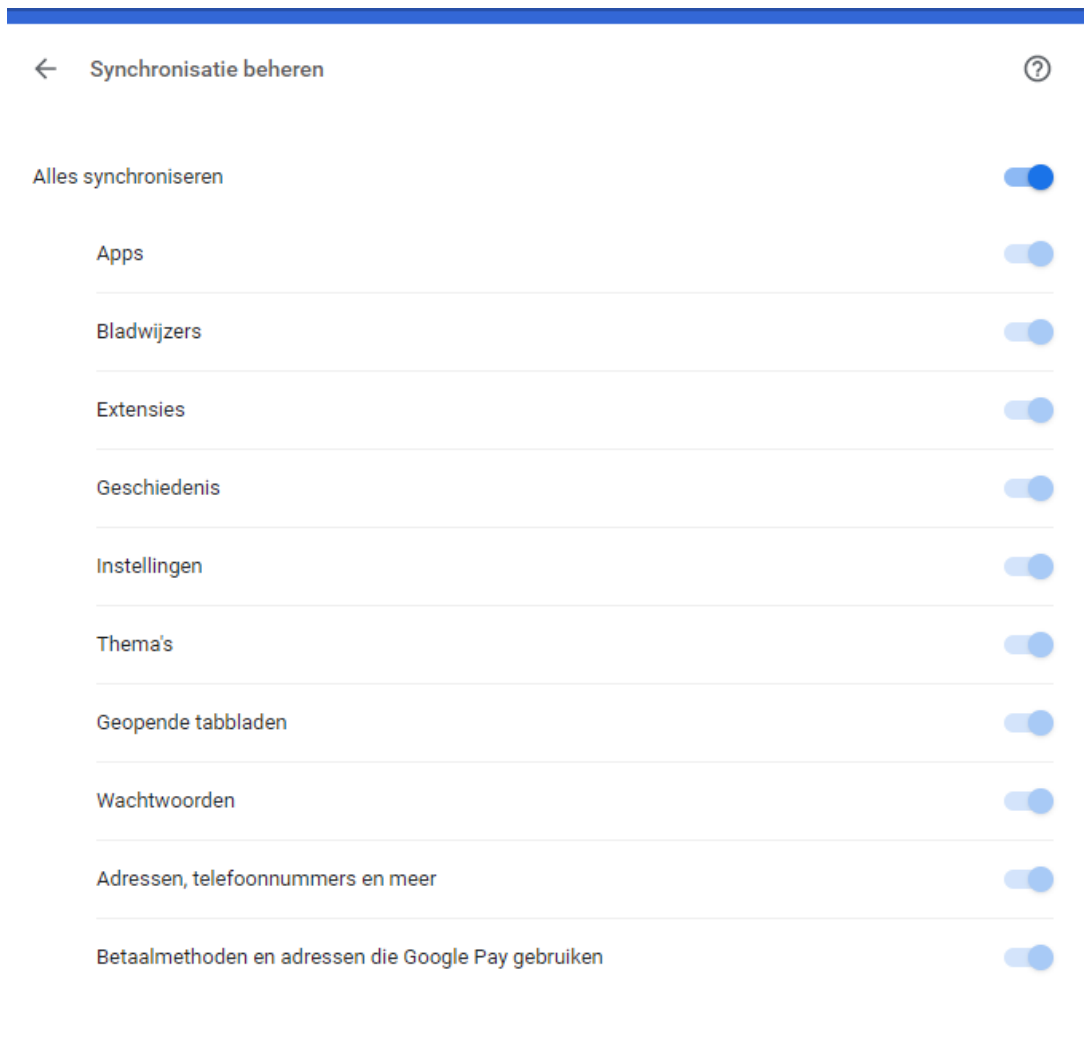 Synchronisatie beheren
Alles synchroniseren
Apps
Bladwijzers
Extensies
Geschiedenis
Instellingen
Thema's
Geopende tabbladen
Wachtwoorden
Adressen, telefoonnummers en meer
Betaalmethoden en adressen die Google Pay gebruiken